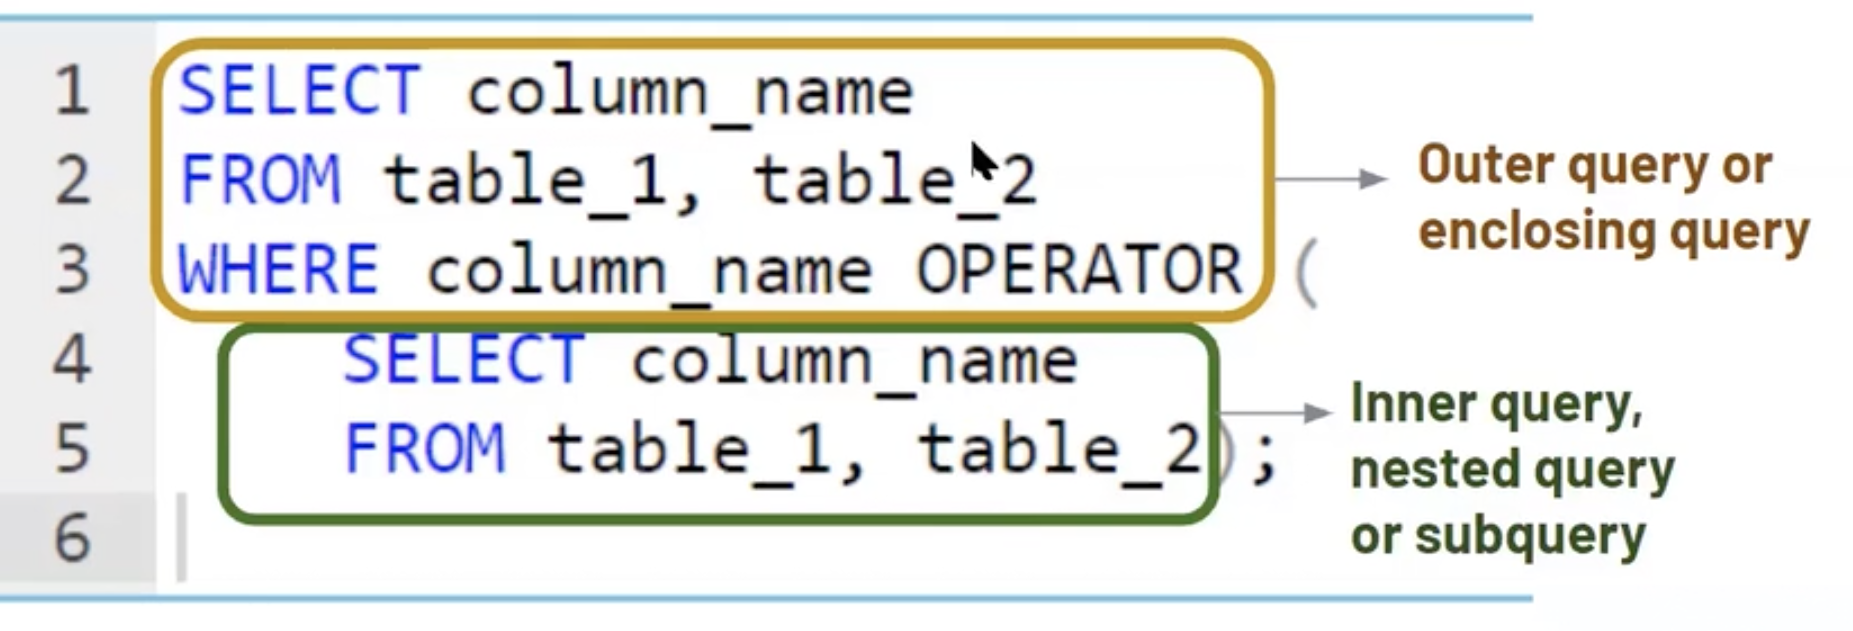 1 SELECT column_name
2 FROM table_1, table_2
3 WHERE column_name OPERATOR (
4 SELECT column_name
5 FROM table_1, table_2);
6
Outer query or
enclosing query
Inner query,
nested query
or subquery